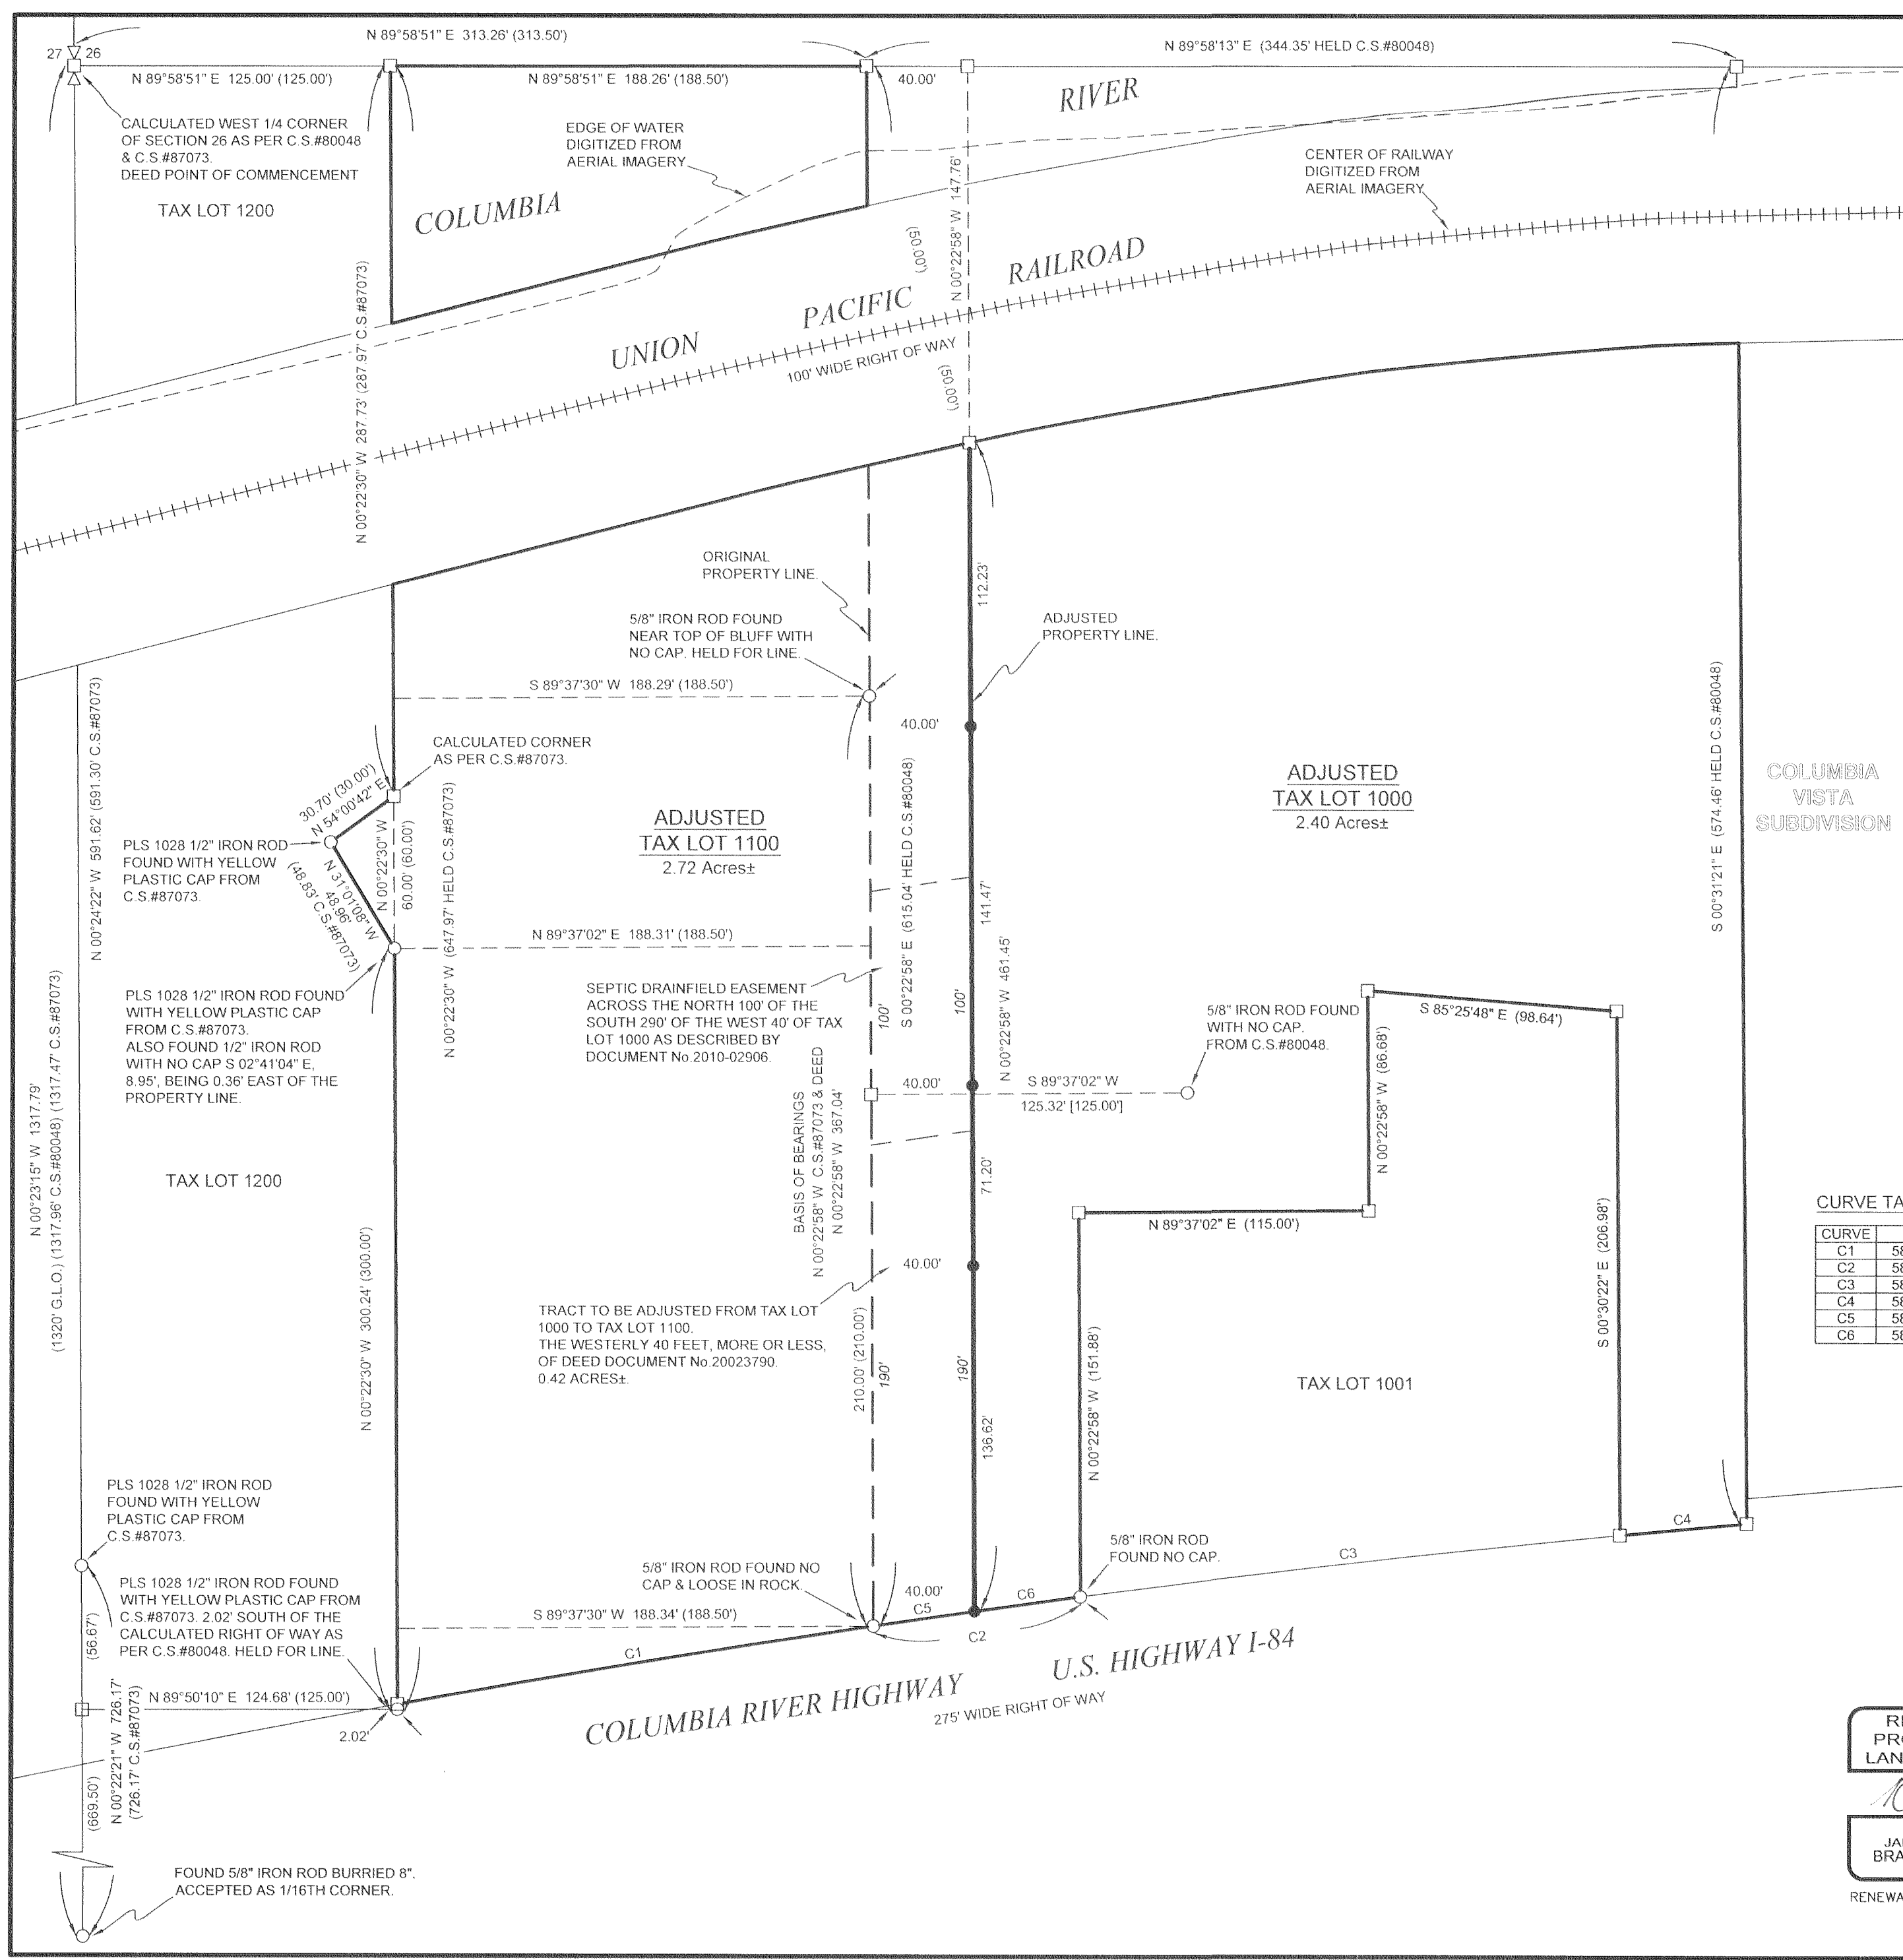 N 89°58'51" E 313.26' (313.50')
N 89°58'13" E (344.35' HELD C.S.#80048)
27
26
N 89°58'51" E 125.00' (125.00')
N 89°58'51" E 188.26' (188.50')
40.00'
CALCULATED WEST 1/4 CORNER
OF SECTION 26 AS PER C.S.#80048
& C.S.#87073.
DEED POINT OF COMMENCEMENT
TAX LOT 1200
EDGE OF WATER
DIGITIZED FROM
AERIAL IMAGERY
COLUMBIA
RIVER
CENTER OF RAILWAY
DIGITIZED FROM
AERIAL IMAGERY
N 00°22'58" W 147.76'
(50.00')
(50.00')
UNION
PACIFIC
RAILROAD
100' WIDE RIGHT OF WAY
N 00°22'30" W 287.73' (287.97' C.S.#87073)
ORIGINAL
PROPERTY LINE.
5/8" IRON ROD FOUND
NEAR TOP OF BLUFF WITH
NO CAP. HELD FOR LINE.
112.23'
ADJUSTED
PROPERTY LINE.
S 89°37'30" W 188.29' (188.50')
40.00'
N 00°24'22" W 591.62' (591.30' C.S.#87073)
CALCULATED CORNER
AS PER C.S.#87073.
30.70' (30.00')
N 54°00'42" E
PLS 1028 1/2" IRON ROD
FOUND WITH YELLOW
PLASTIC CAP FROM
C.S.#87073.
N 31°01'08" W
48.96'
(48.83' C.S.#87073)
N 00°22'30" W
60.00' (60.00')
N 00°22'30" W (647.97' HELD C.S.#87073)
ADJUSTED
TAX LOT 1100
2.72 Acres±
S 00°22'58" E (615.04' HELD C.S.#80048)
141.47'
N 00°22'58" W 461.45'
ADJUSTED
TAX LOT 1000
2.40 Acres±
S 00°31'21" E (574.46' HELD C.S.#80048)
COLUMBIA
VISTA
SUBDIVISION
N 89°37'02" E 188.31' (188.50')
PLS 1028 1/2" IRON ROD FOUND
WITH YELLOW PLASTIC CAP
FROM C.S.#87073.
ALSO FOUND 1/2" IRON ROD
WITH NO CAP S 02°41'04" E,
8.95', BEING 0.36' EAST OF THE
PROPERTY LINE.
SEPTIC DRAINFIELD EASEMENT
ACROSS THE NORTH 100' OF THE
SOUTH 290' OF THE WEST 40' OF TAX
LOT 1000 AS DESCRIBED BY
DOCUMENT No.2010-02906.
100'
100'
5/8" IRON ROD FOUND
WITH NO CAP.
FROM C.S.#80048.
S 85°25'48" E (98.64')
N 00°22'58" W (86.68')
40.00'
S 89°37'02" W
125.32' [125.00']
BASIS OF BEARINGS
N 00°22'58" W C.S.#87073 & DEED
N 00°22'58" W 367.04'
71.20'
N 00°23'15" W 1317.79'
(1320' G.L.O.) (1317.96' C.S.#80048) (1317.47' C.S.#87073)
TAX LOT 1200
N 89°37'02" E (115.00')
S 00°30'22" E (206.98')
CURVE TA
CURVE
C1 58
C2 58
C3 58
C4 58
C5 58
C6 58
40.00'
N 00°22'30" W 300.24' (300.00')
TRACT TO BE ADJUSTED FROM TAX LOT
1000 TO TAX LOT 1100.
THE WESTERLY 40 FEET, MORE OR LESS,
OF DEED DOCUMENT No.20023790.
0.42 ACRES±.
210.00' (210.00')
190'
190'
136.62'
N 00°22'58" W (151.88')
TAX LOT 1001
PLS 1028 1/2" IRON ROD
FOUND WITH YELLOW
PLASTIC CAP FROM
C.S.#87073.
5/8" IRON ROD FOUND NO
CAP & LOOSE IN ROCK.
5/8" IRON ROD
FOUND NO CAP.
C4
C3
C6
40.00'
C5
C2
C1
PLS 1028 1/2" IRON ROD FOUND
WITH YELLOW PLASTIC CAP FROM
C.S.#87073. 2.02' SOUTH OF THE
CALCULATED RIGHT OF WAY AS
PER C.S.#80048. HELD FOR LINE.
S 89°37'30" W 188.34' (188.50')
(56.67')
N 89°50'10" E 124.68' (125.00')
2.02'
COLUMBIA RIVER HIGHWAY
U.S. HIGHWAY I-84
275' WIDE RIGHT OF WAY
N 00°22'21" W 726.17'
(726.17' C.S.#87073)
(669.50')
FOUND 5/8" IRON ROD BURRIED 8".
ACCEPTED AS 1/16TH CORNER.
RE
PRO
LAN
JA
BRA
RENEWA